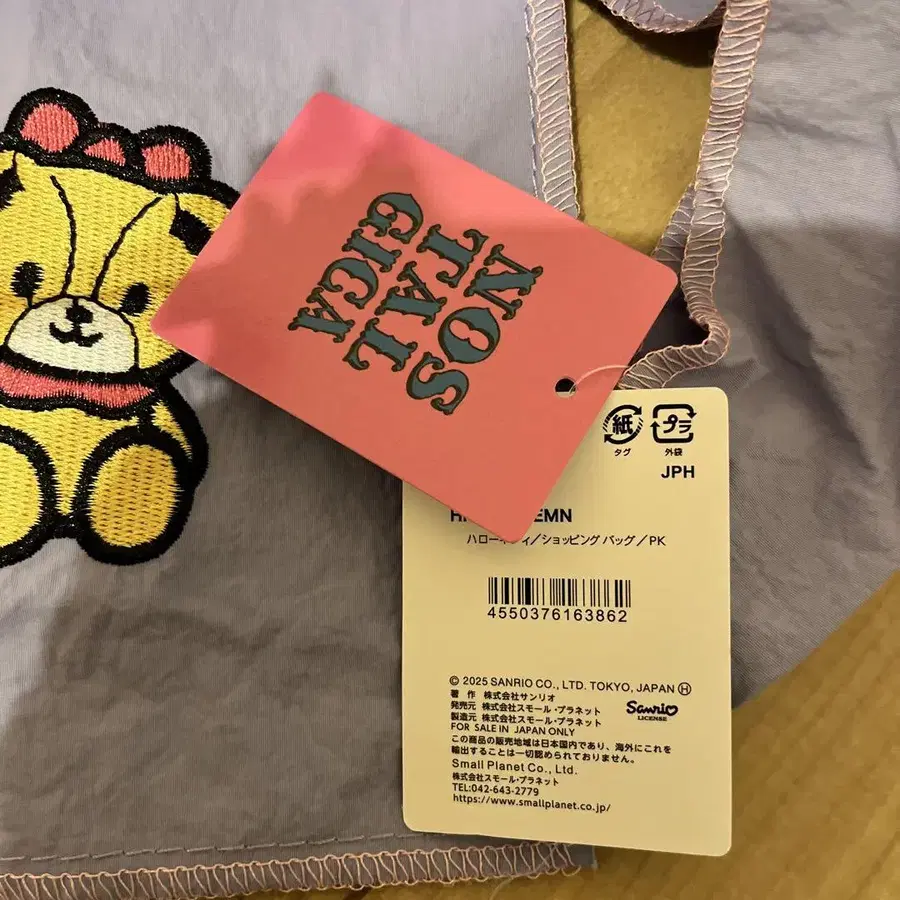 NOS
TAL
GICA
紙
タグ
プラ
外袋
JPH
EMN
ショッピング バッグ/PK
4550376163862
© 2025 SANRIO CO., LTD. TOKYO, JAPAN Ⓗ
著 作 株式会社サンリオ
発売元 株式会社スモール・プラネット
製造元 株式会社スモール・プラネット
Sanrio
LICENSE
FOR SALE IN JAPAN ONLY
この商品の販売地域は日本国内であり、海外にこれを
輸出することは一切認められておりません。
Small Planet Co., Ltd.
株式会社スモール・プラネット
TEL:042-643-2779
https://www.smallplanet.co.jp/